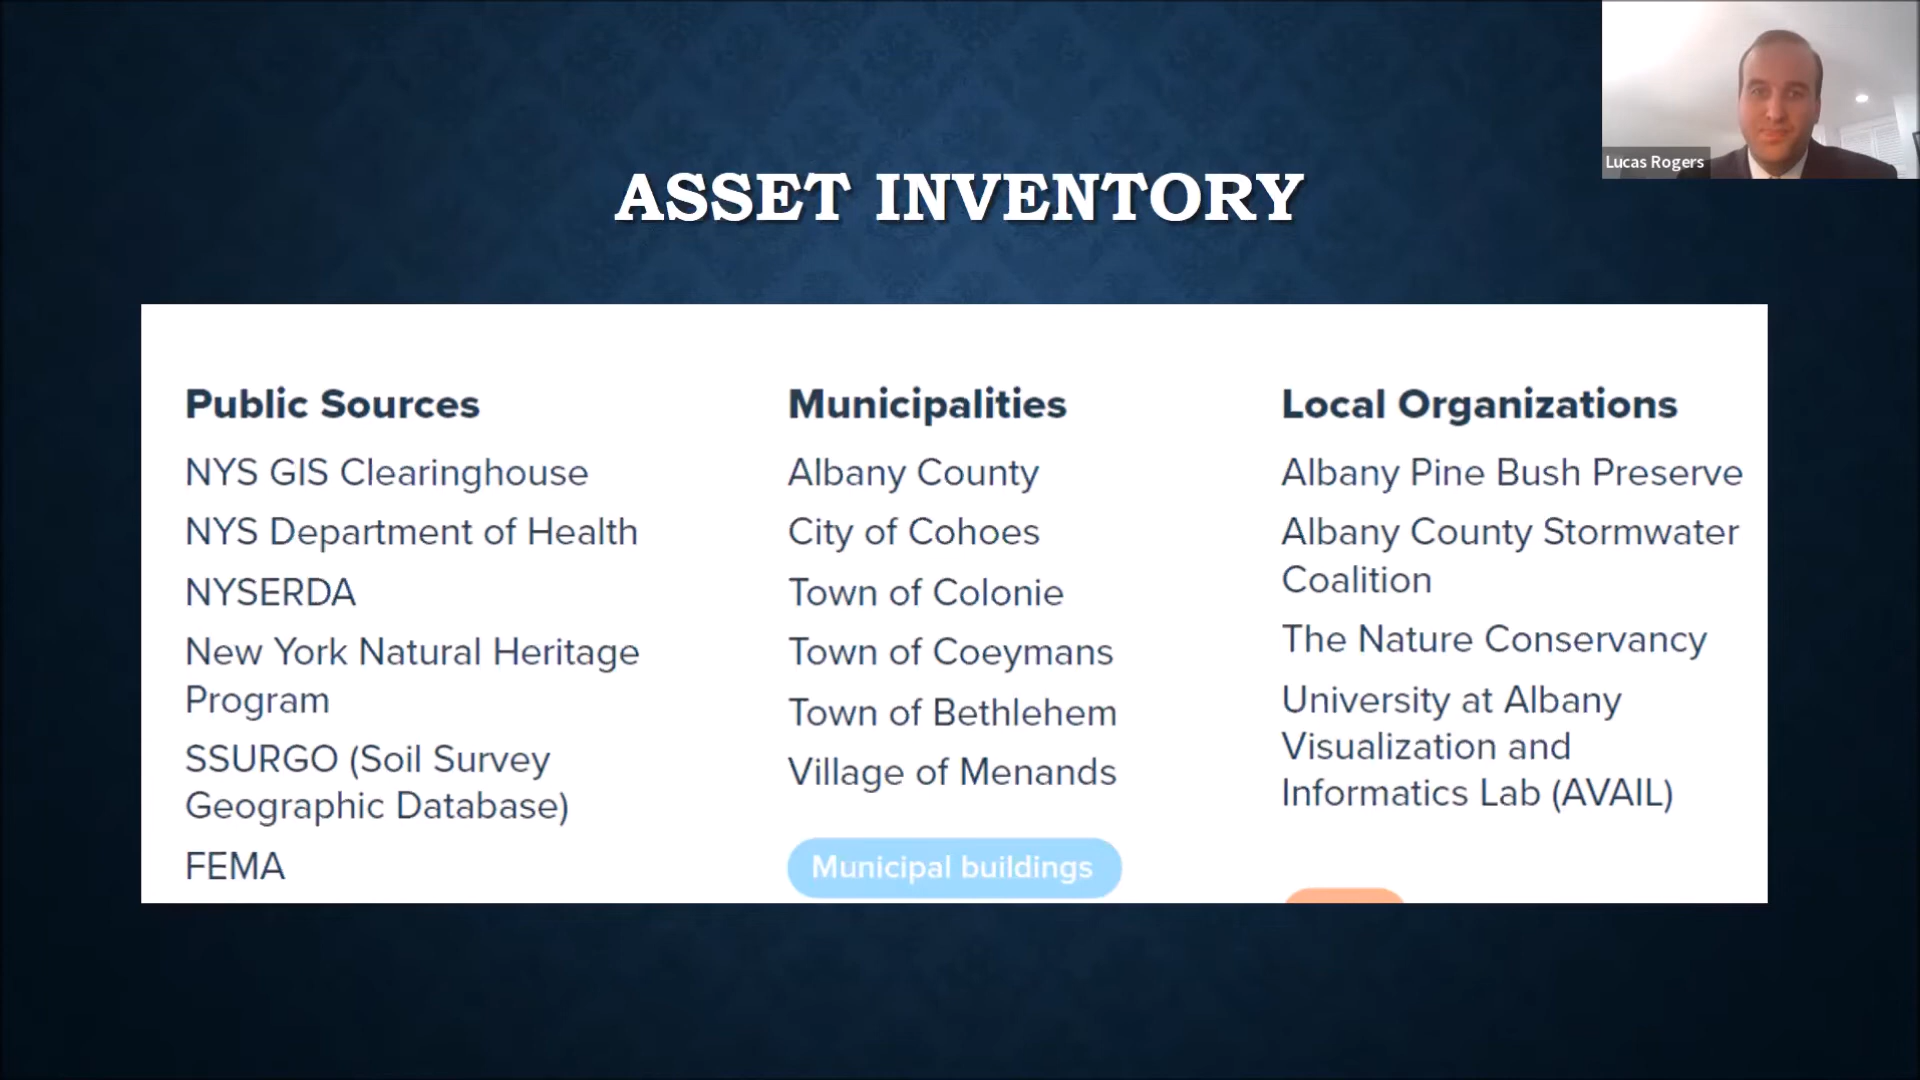 Lucas Rogers
ASSET INVENTORY
Public Sources
NYS GIS Clearinghouse
NYS Department of Health
NYSERDA
New York Natural Heritage
Program
SSURGO (Soil Survey
Geographic Database)
FEMA
Municipalities
Albany County
City of Cohoes
Town of Colonie
Town of Coeymans
Town of Bethlehem
Village of Menands
Municipal buildings
Local Organizations
Albany Pine Bush Preserve
Albany County Stormwater
Coalition
The Nature Conservancy
University at Albany
Visualization and
Informatics Lab (AVAIL)